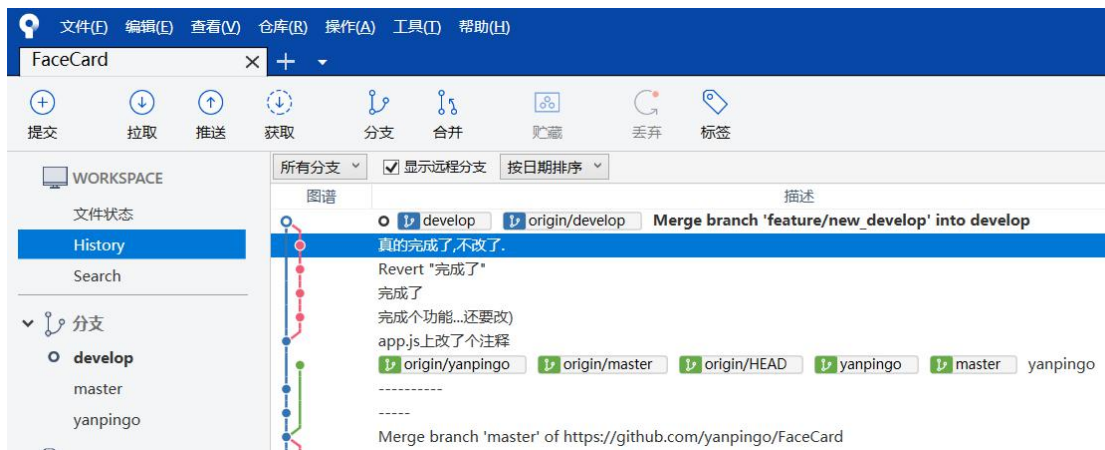 文件(F) 编辑(E) 查看(V) 仓库(R) 操作(A) 工具(T) 帮助(H)
FaceCard
提交 拉取 推送 获取 分支 合并 贮藏 丢弃 标签
WORKSPACE
文件状态
History
Search
分支
develop
master
yanpingo
所有分支 显示远程分支 按日期排序
图谱 描述
develop origin/develop Merge branch 'feature/new_develop' into develop
真的完成了,不改了.
Revert "完成了"
完成了
完成个功能...还要改)
app.js上改了个注释
origin/yanpingo origin/master origin/HEAD yanpingo master yanpingo
----------
-----
Merge branch 'master' of https://github.com/yanpingo/FaceCard